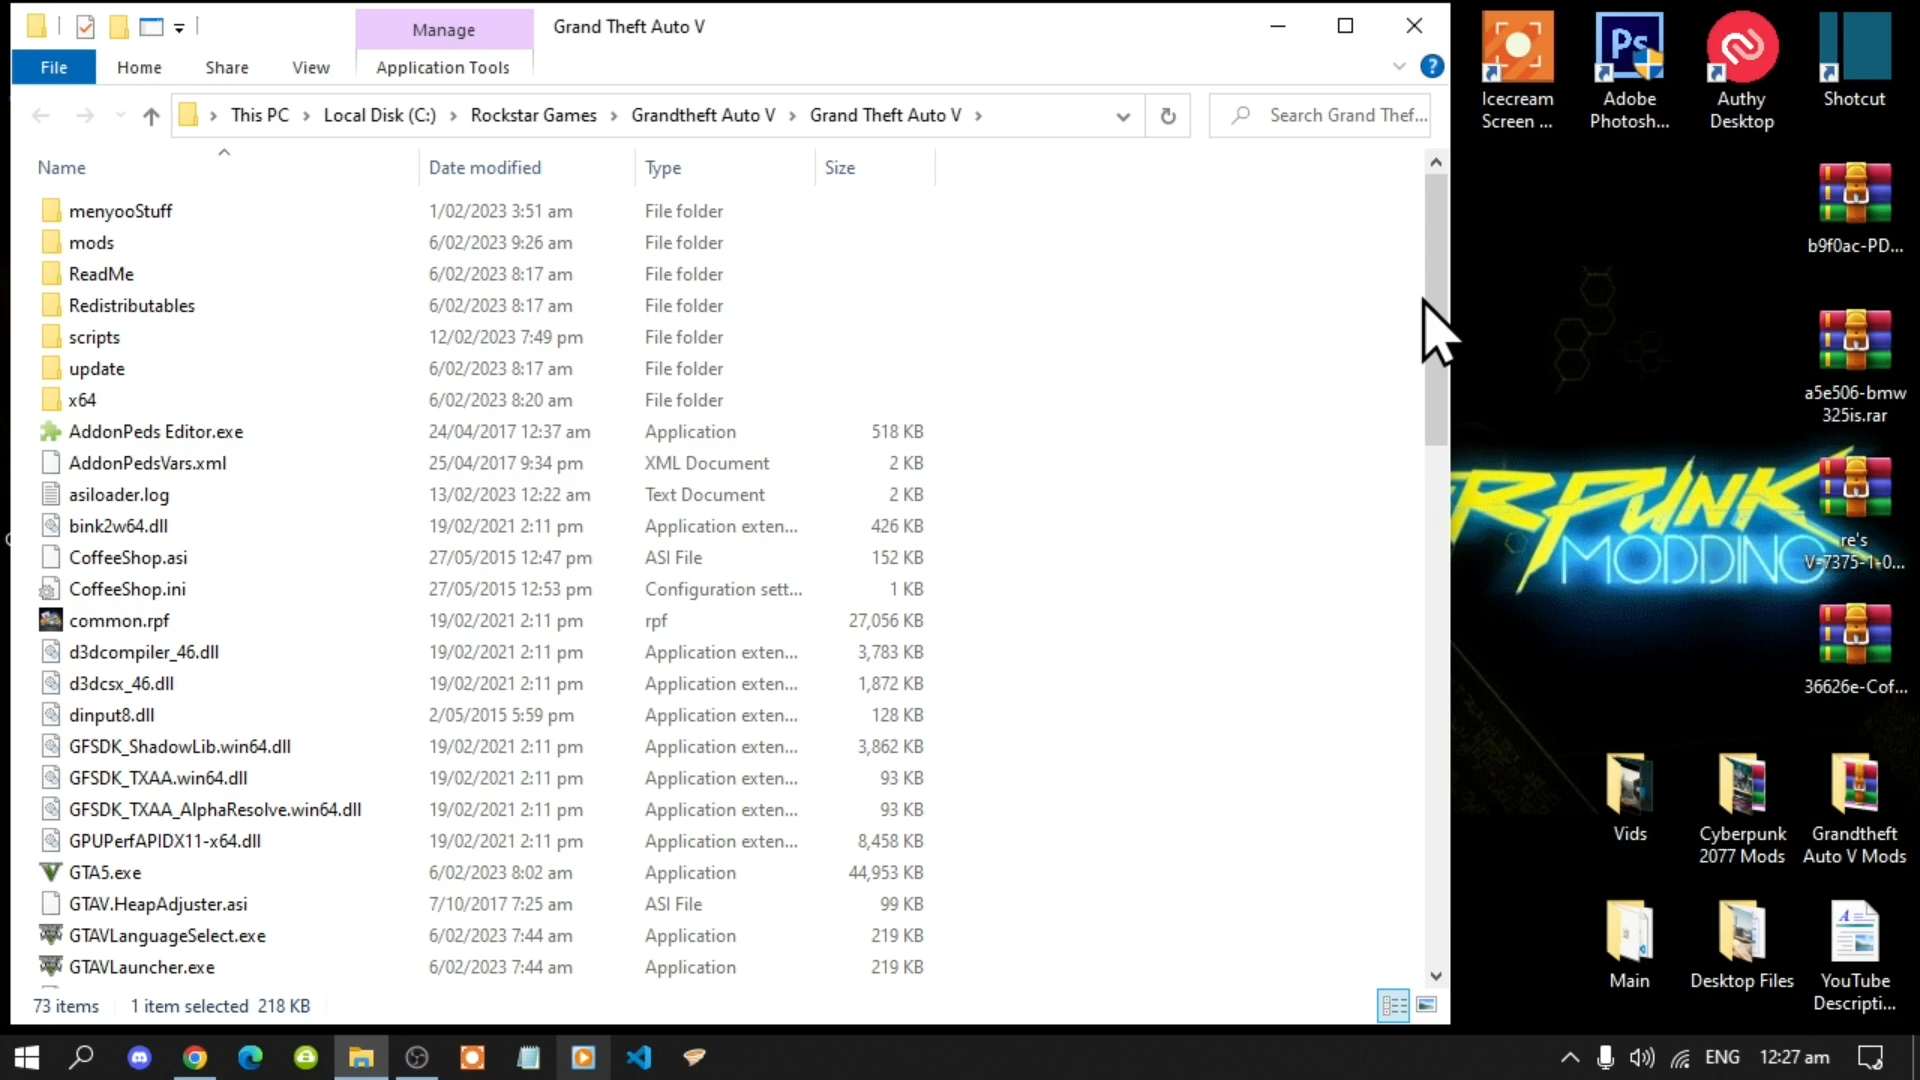 Manage
Grand Theft Auto V
File
Home
Share
View
Application Tools
This PC
Local Disk (C:)
Rockstar Games
Grandtheft Auto V
Grand Theft Auto V
Search Grand Thef...
Name
Date modified
Type
Size
menyooStuff 1/02/2023 3:51 am File folder
mods 6/02/2023 9:26 am File folder
ReadMe 6/02/2023 8:17 am File folder
Redistributables 6/02/2023 8:17 am File folder
scripts 12/02/2023 7:49 pm File folder
update 6/02/2023 8:17 am File folder
x64 6/02/2023 8:20 am File folder
AddonPeds Editor.exe 24/04/2017 12:37 am Application 518 KB
AddonPedsVars.xml 25/04/2017 9:34 pm XML Document 2 KB
asiloader.log 13/02/2023 12:22 am Text Document 2 KB
bink2w64.dll 19/02/2021 2:11 pm Application exten... 426 KB
CoffeeShop.asi 27/05/2015 12:47 pm ASI File 152 KB
CoffeeShop.ini 27/05/2015 12:53 pm Configuration sett... 1 KB
common.rpf 19/02/2021 2:11 pm rpf 27,056 KB
d3dcompiler_46.dll 19/02/2021 2:11 pm Application exten... 3,783 KB
d3dcsx_46.dll 19/02/2021 2:11 pm Application exten... 1,872 KB
dinput8.dll 2/05/2015 5:59 pm Application exten... 128 KB
GFSDK_ShadowLib.win64.dll 19/02/2021 2:11 pm Application exten... 3,862 KB
GFSDK_TXAA.win64.dll 19/02/2021 2:11 pm Application exten... 93 KB
GFSDK_TXAA_AlphaResolve.win64.dll 19/02/2021 2:11 pm Application exten... 93 KB
GPUPerfAPIDX11-x64.dll 19/02/2021 2:11 pm Application exten... 8,458 KB
GTA5.exe 6/02/2023 8:02 am Application 44,953 KB
GTAV.HeapAdjuster.asi 7/10/2017 7:25 am ASI File 99 KB
GTAVLanguageSelect.exe 6/02/2023 7:44 am Application 219 KB
GTAVLauncher.exe 6/02/2023 7:44 am Application 219 KB
73 items 1 item selected 218 KB
Icecream
Screen ...
Ps
Adobe
Photosh...
Authy
Desktop
Shotcut
b9f0ac-PD...
a5e506-bmw
325is.rar
RPUNK
MODDING
re's
V-7375-1-0...
36626e-Cof...
Vids
Cyberpunk
2077 Mods
Grandtheft
Auto V Mods
Main
Desktop Files
YouTube
Descripti...
ENG
12:27 am